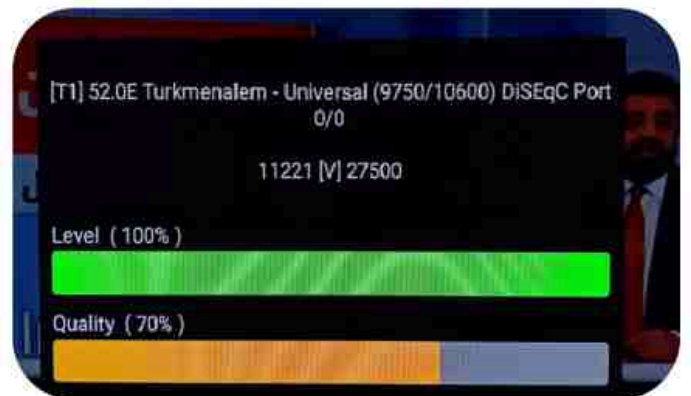 [T1] 52.0E Turkmenalem - Universal (9750/10600) DiSEqC Port
0/0
11221 [V] 27500
Level ( 100% )
Quality ( 70% )